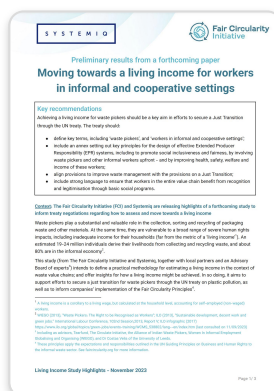 SYSTEMIQ
Fair Circularity
Initiative
Preliminary results from a forthcoming paper
Moving towards a living income for workers
in informal and cooperative settings
Key recommendations
Achieving a living income for waste pickers should be a key aim in efforts to secure a Just Transition
through the UN treaty. The treaty should:
● define key terms, including 'waste pickers', and 'workers in informal and cooperative settings';
● include an annex setting out key principles for the design of effective Extended Producer
Responsibility (EPR) systems, including to promote social inclusiveness and fairness, by involving
waste pickers and other informal workers upfront – and by improving health, safety, welfare and
income of these workers;
● align provisions to improve waste management with the provisions on a Just Transition;
● include strong language to ensure that workers in the entire value chain benefit from recognition
and legitimisation through basic social programs.
Context: The Fair Circularity Initiative (FCI) and Systemiq are releasing highlights of a forthcoming study to
inform treaty negotiations regarding how to assess and move towards a living income
Waste pickers play a substantial and valuable role in the collection, sorting and recycling of packaging
waste and other materials. At the same time, they are vulnerable to a broad range of severe human rights
impacts, including inadequate income for their households (far from the merits of a 'living income'). An
estimated 19–34 million individuals derive their livelihoods from collecting and recycling waste, and about
80% are in the informal economy
This study (from the Fair Circularity Initiative and Systemiq, together with local partners and an Advisory
Board of experts) intends to define a practical methodology for estimating a living income in the context of
waste value chains; and offer insights for how a living income might be achieved. In so doing, it aims to
support efforts to secure a just transition for waste pickers through the UN treaty on plastic pollution, as
well as to inform companies' implementation of the Fair Circularity Principles
Living Income Study Highlights - November 2023